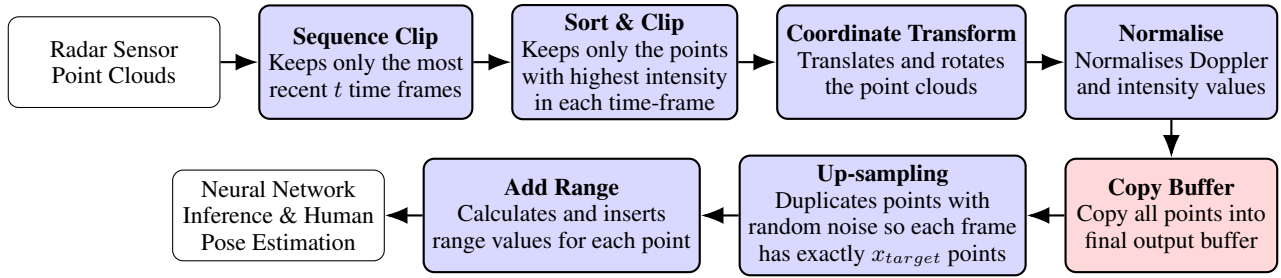 Radar Sensor
Point Clouds
Sequence Clip
Keeps only the most
recent t time frames
Sort & Clip
Keeps only the points
with highest intensity
in each time-frame
Coordinate Transform
Translates and rotates
the point clouds
Normalise
Normalises Doppler
and intensity values
Copy Buffer
Copy all points into
final output buffer
Up-sampling
Duplicates points with
random noise so each frame
has exactly x_target points
Add Range
Calculates and inserts
range values for each point
Neural Network
Inference & Human
Pose Estimation